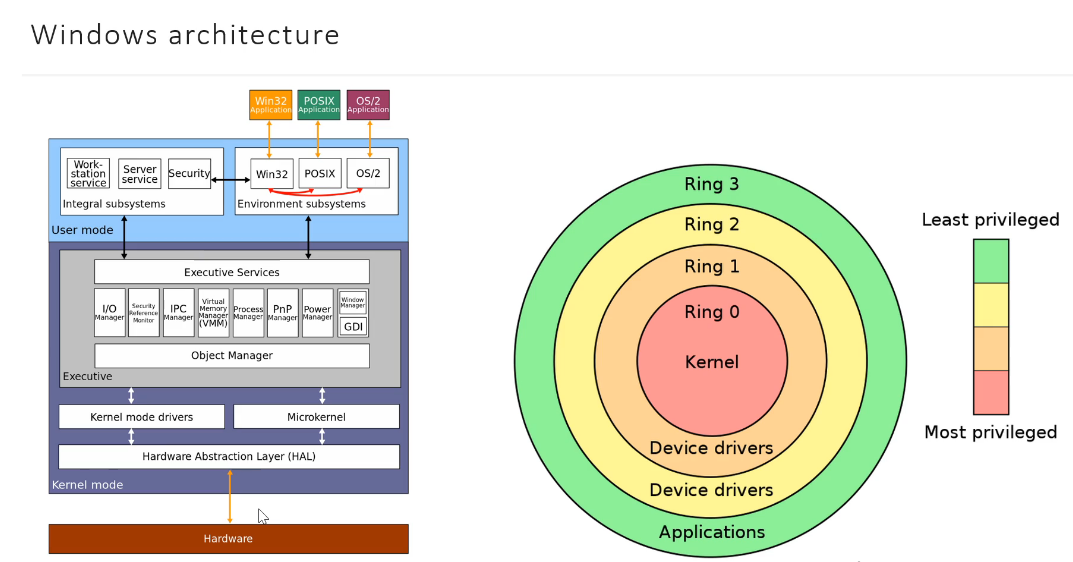 Windows architecture
Win32
Application
POSIX
Application
OS/2
Application
Work-
station
service
Server
service
Security
Integral subsystems
Win32
POSIX
OS/2
Environment subsystems
User mode
Executive Services
I/O
Manager
Security
Reference
Monitor
IPC
Manager
Virtual
Memory
Manager
(VMM)
Process
Manager
PnP
Manager
Power
Manager
Window
Manager
GDI
Object Manager
Executive
Kernel mode drivers
Microkernel
Hardware Abstraction Layer (HAL)
Kernel mode
Hardware
Ring 3
Ring 2
Ring 1
Ring 0
Kernel
Device drivers
Device drivers
Applications
Least privileged
Most privileged